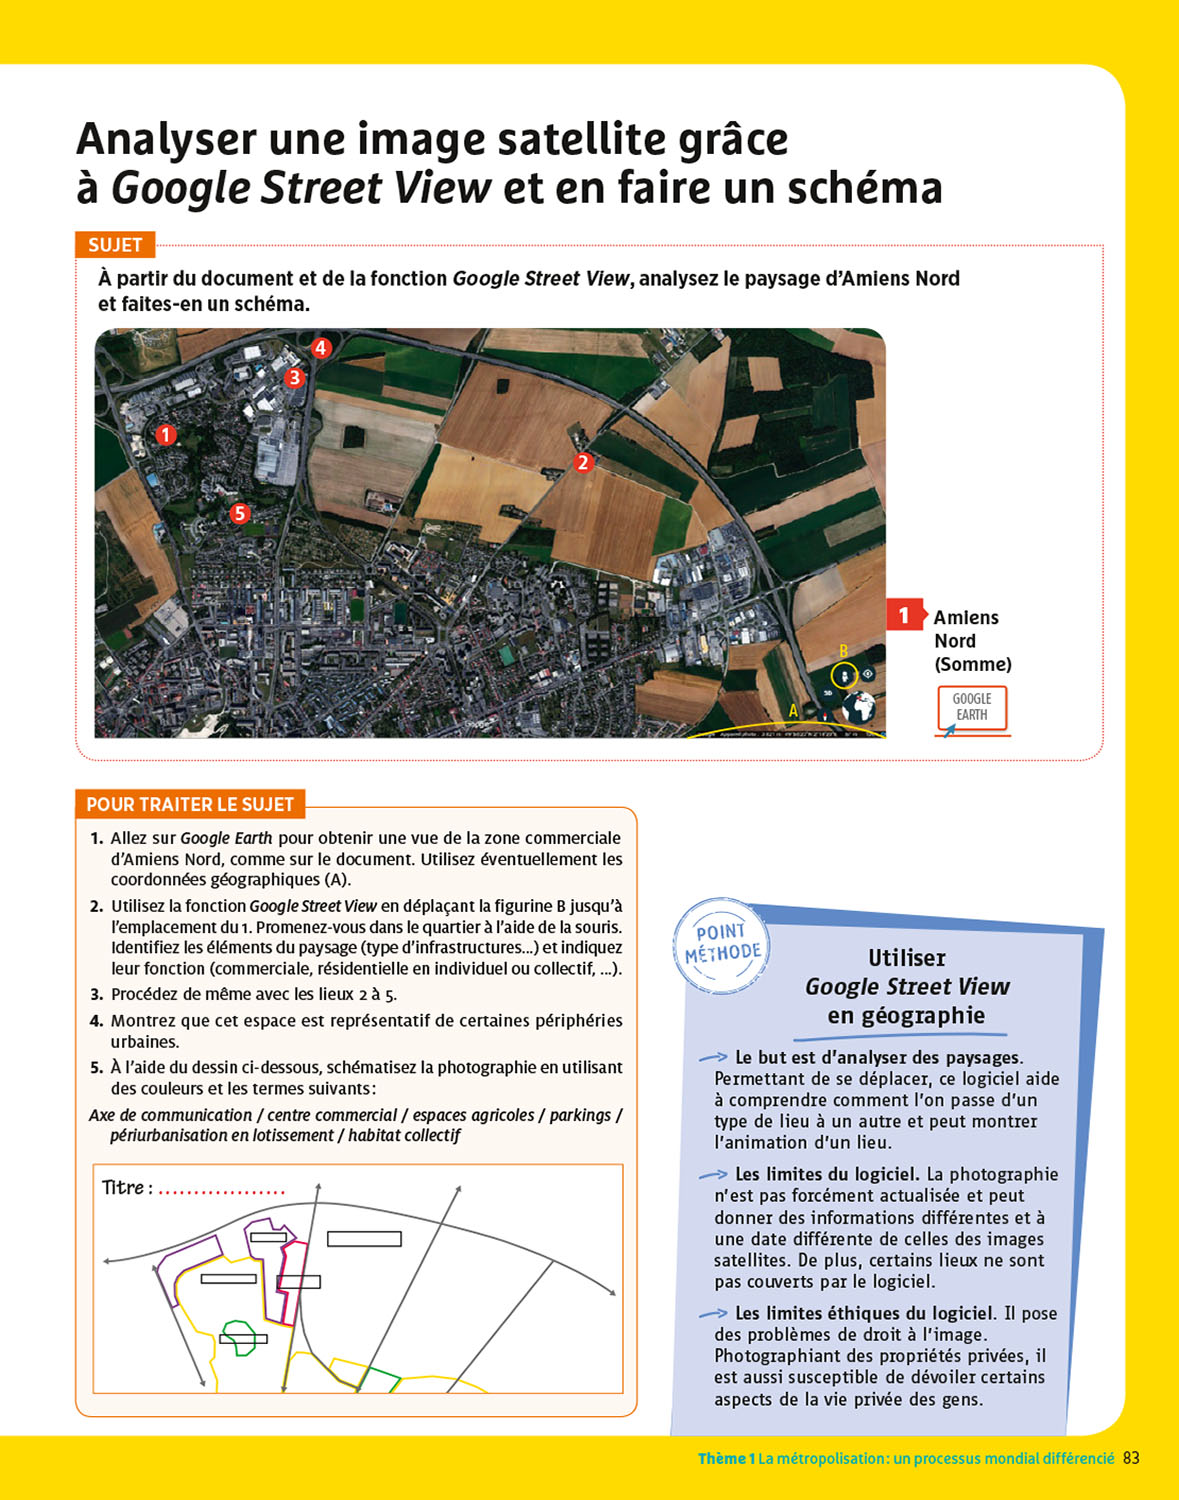 Analyser une image satellite grâce
à Google Street View et en faire un schéma
SUJET
À partir du document et de la fonction Google Street View, analysez le paysage d’Amiens Nord
et faites-en un schéma.
4
3
1
2
5
B
A
Google
1
Amiens
Nord
(Somme)
GOOGLE
EARTH
POUR TRAITER LE SUJET
1. Allez sur Google Earth pour obtenir une vue de la zone commerciale
d’Amiens Nord, comme sur le document. Utilisez éventuellement les
coordonnées géographiques (A).
2. Utilisez la fonction Google Street View en déplaçant la figurine B jusqu’à
l’emplacement du 1. Promenez-vous dans le quartier à l’aide de la souris.
Identifiez les éléments du paysage (type d’infrastructures...) et indiquez
leur fonction (commerciale, résidentielle en individuel ou collectif, ...).
3. Procédez de même avec les lieux 2 à 5.
4. Montrez que cet espace est représentatif de certaines périphéries
urbaines.
5. À l’aide du dessin ci-dessous, schématisez la photographie en utilisant
des couleurs et les termes suivants :
Axe de communication / centre commercial / espaces agricoles / parkings /
périurbanisation en lotissement / habitat collectif
Titre : ..................
POINT
MÉTHODE
Utiliser
Google Street View
en géographie
Le but est d’analyser des paysages.
Permettant de se déplacer, ce logiciel aide
à comprendre comment l’on passe d’un
type de lieu à un autre et peut montrer
l’animation d’un lieu.
Les limites du logiciel. La photographie
n’est pas forcément actualisée et peut
donner des informations différentes et à
une date différente de celles des images
satellites. De plus, certains lieux ne sont
pas couverts par le logiciel.
Les limites éthiques du logiciel. Il pose
des problèmes de droit à l’image.
Photographiant des propriétés privées, il
est aussi susceptible de dévoiler certains
aspects de la vie privée des gens.
Thème 1 La métropolisation : un processus mondial différencié 83